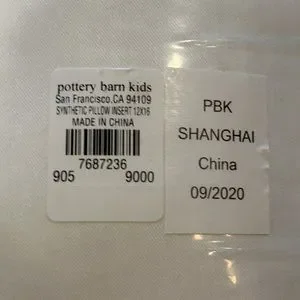 pottery barn kids
San Francisco,CA 94109
SYNTHETIC PILLOW INSERT 12X16
MADE IN CHINA
7687236
905 9000
PBK
SHANGHAI
China
09/2020